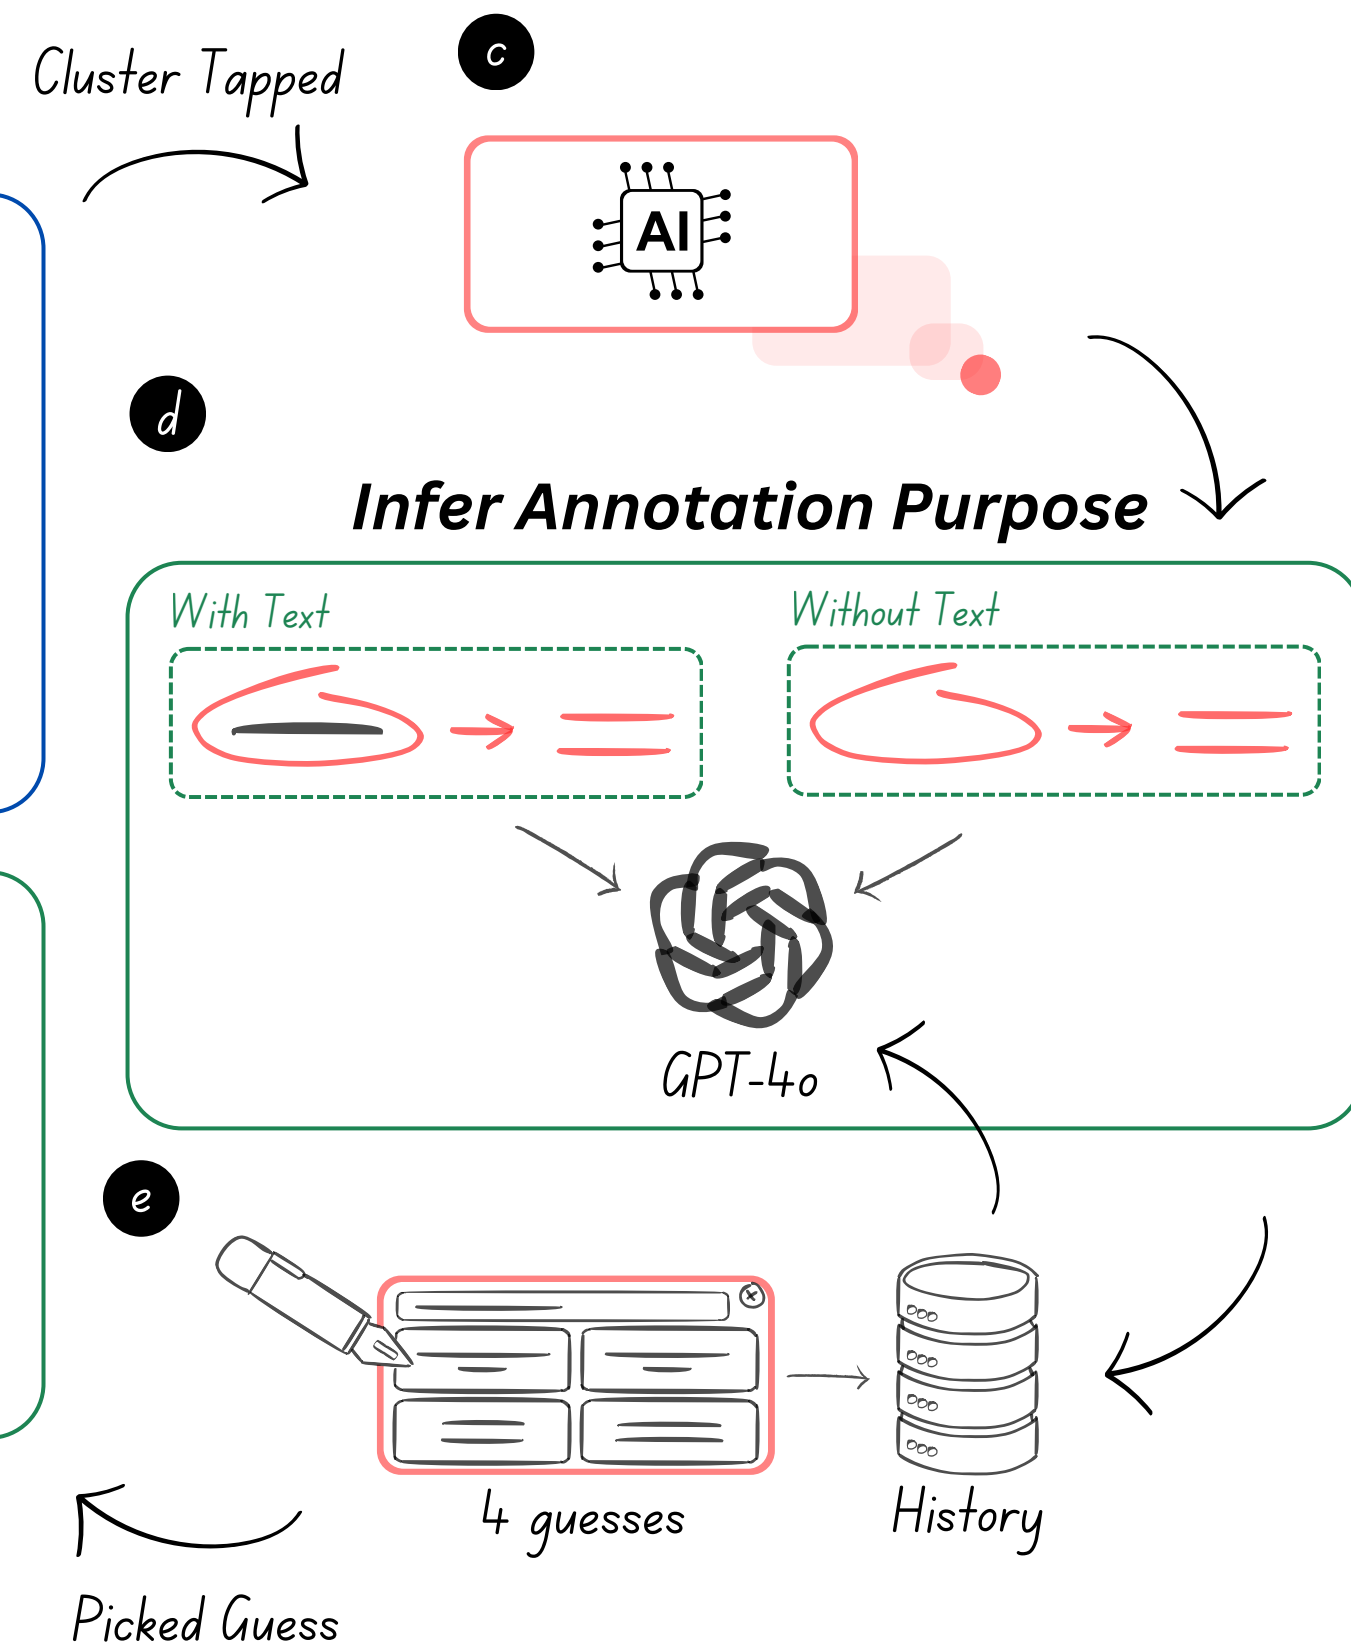 Cluster Tapped
c
AI
d
Infer Annotation Purpose
With Text
Without Text
GPT-4o
e
4 guesses
History
Picked Guess